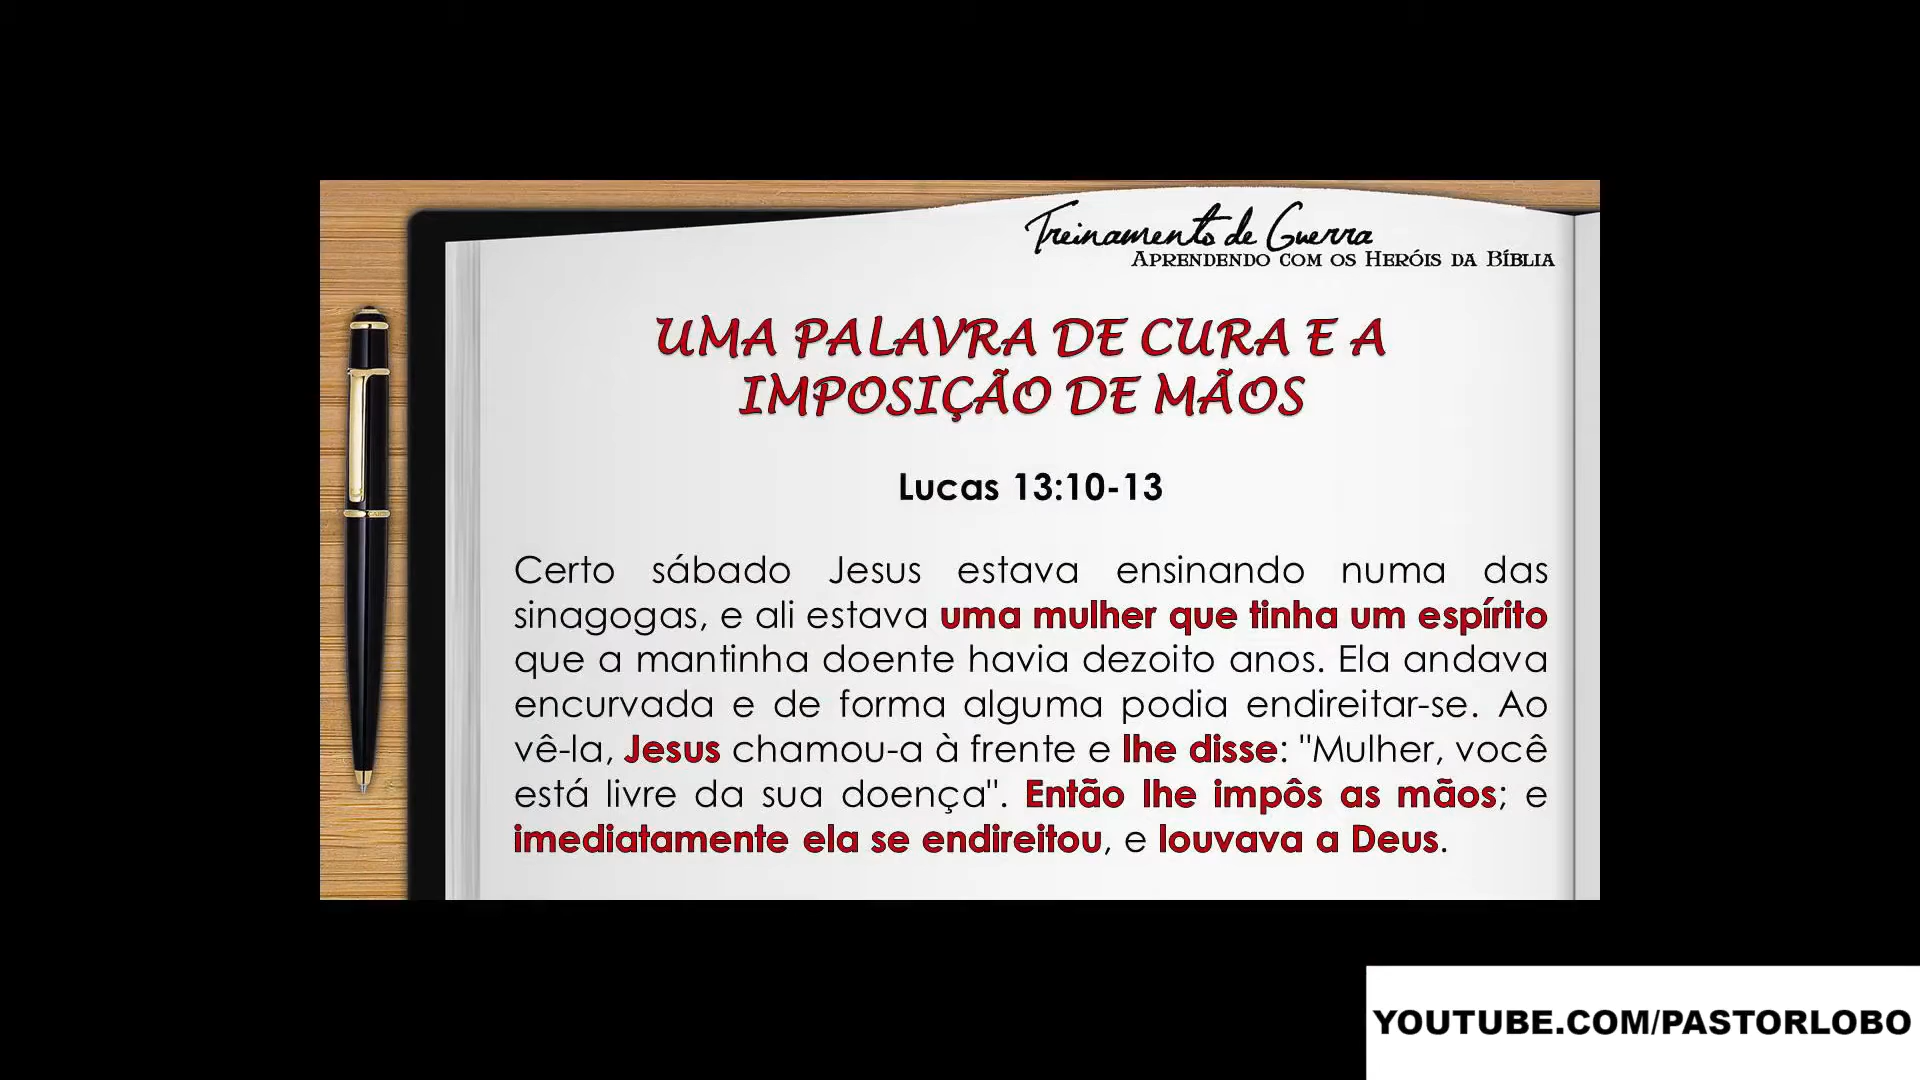 Treinamento de Guerra
Aprendendo com os Heróis da Bíblia
UMA PALAVRA DE CURA E A
IMPOSIÇÃO DE MÃOS
Lucas 13:10-13
Certo sábado Jesus estava ensinando numa das
sinagogas, e ali estava uma mulher que tinha um espírito
que a mantinha doente havia dezoito anos. Ela andava
encurvada e de forma alguma podia endireitar-se. Ao
vê-la, Jesus chamou-a à frente e lhe disse: "Mulher, você
está livre da sua doença". Então lhe impôs as mãos; e
imediatamente ela se endireitou, e louvava a Deus.
YOUTUBE.COM/PASTORLOBO